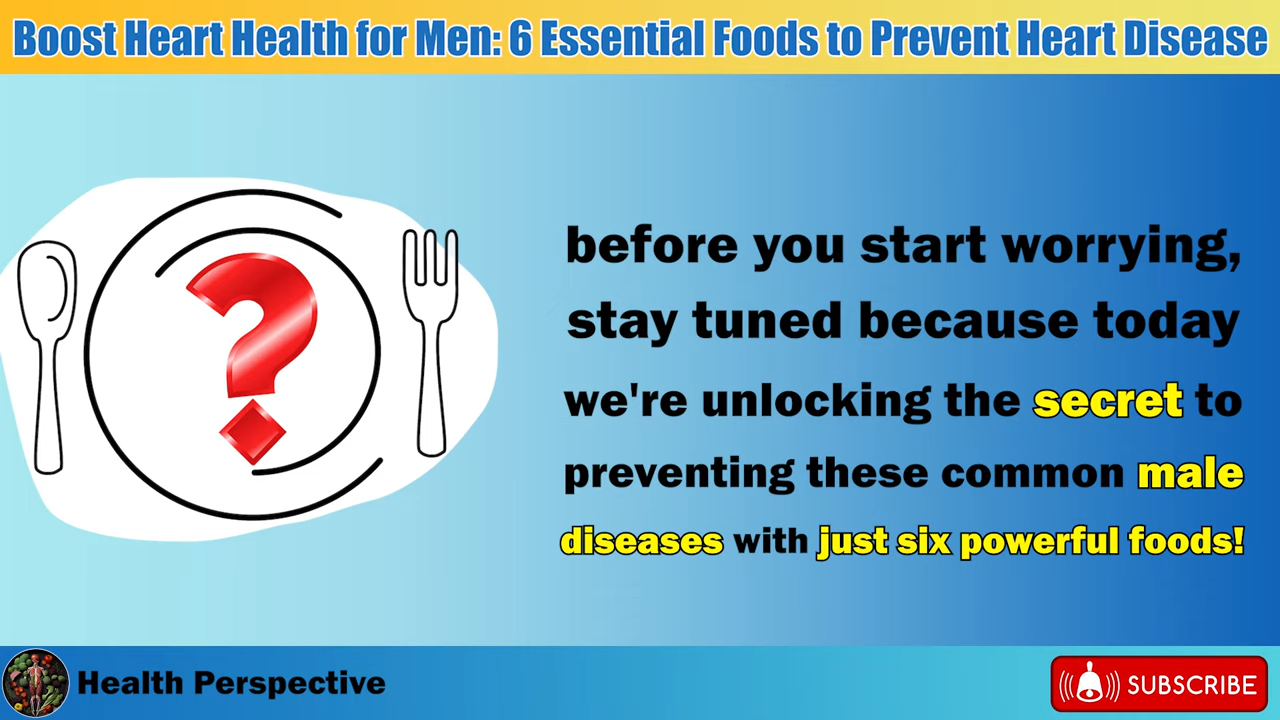 Boost Heart Health for Men: 6 Essential Foods to Prevent Heart Disease
before you start worrying,
stay tuned because today
we're unlocking the secret to
preventing these common male
diseases with just six powerful foods!
Health Perspective
SUBSCRIBE